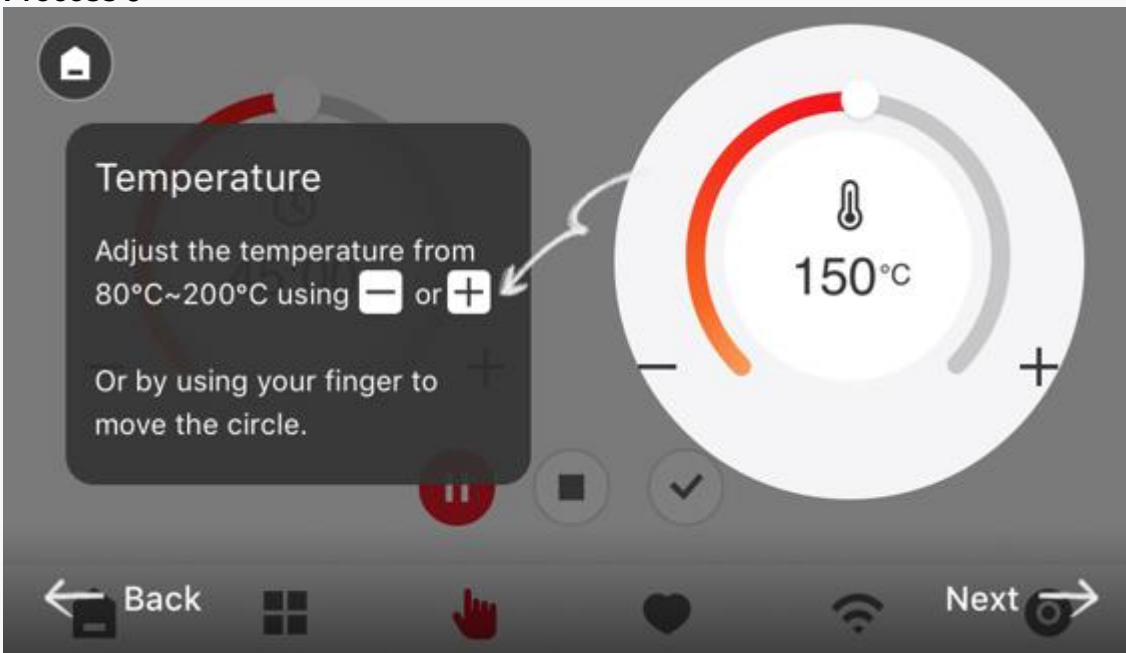 Temperature
Adjust the temperature from
80°C~200°C using − or +
Or by using your finger to
move the circle.
150°C
− +
Back
Next